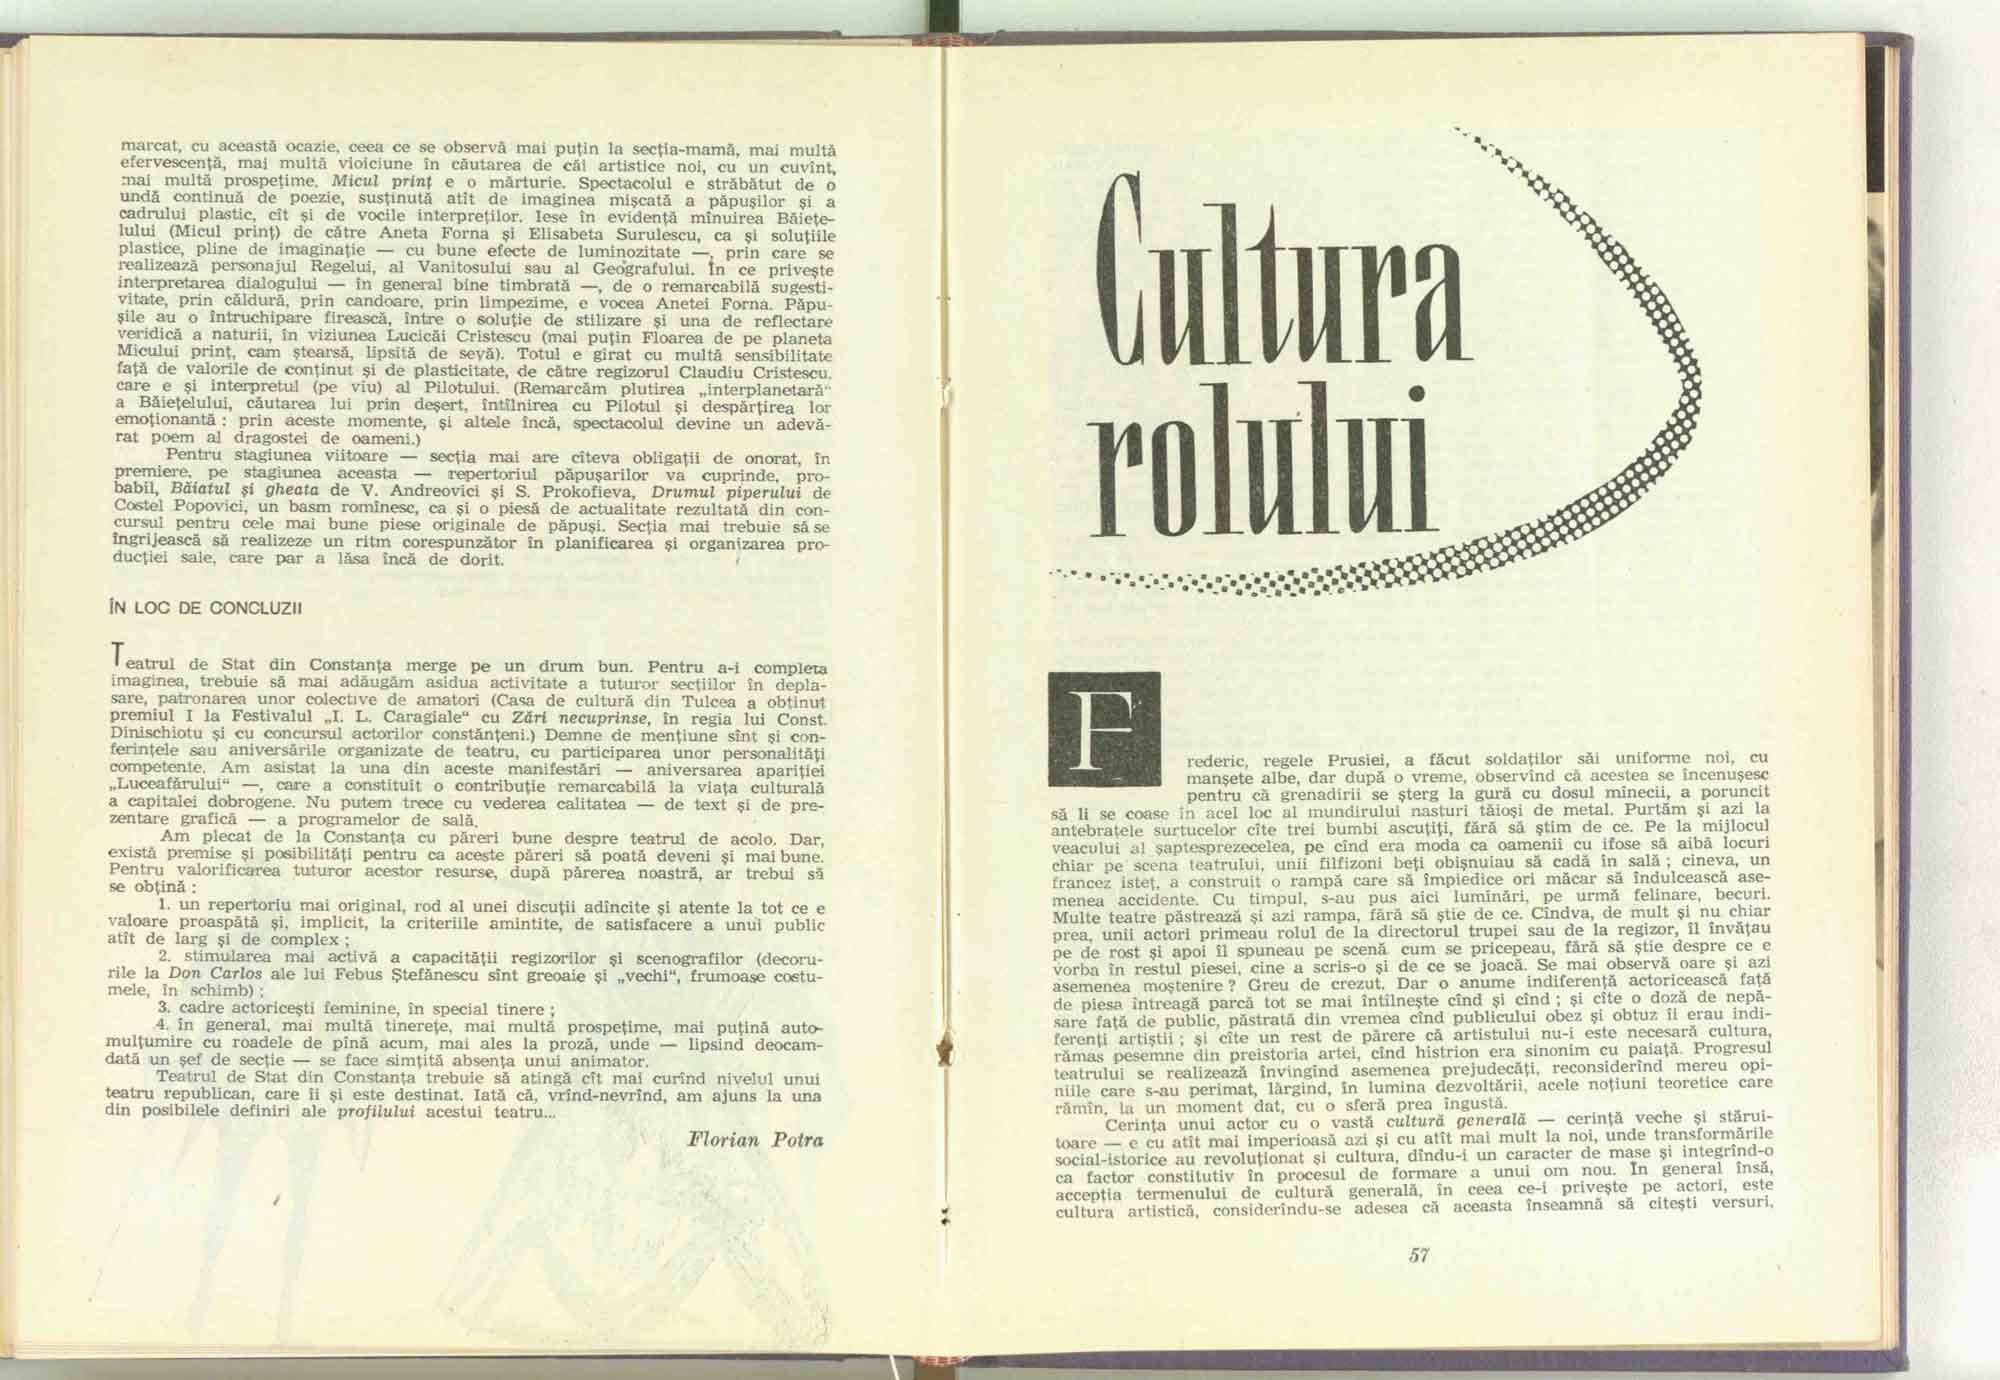 marcat, cu această ocazie, ceea ce se observă mai puțin la secția-mamă, mai multă
efervescență, mai multă vioiciune în căutarea de căi artistice noi, cu un cuvînt,
mai multă prospețime. Micul prinț e o mărturie. Spectacolul e străbătut de o
undă continuă de poezie, susținută atît de imaginea mișcată a păpușilor și a
cadrului plastic, cît și de vocile interpreților. Iese în evidență mînuirea Băiețe-
lului (Micul prinț) de către Aneta Forna și Elisabeta Surulescu, ca și soluțiile
plastice, pline de imaginație — cu bune efecte de luminozitate —, prin care se
realizează personajul Regelui, al Vanitosului sau al Geografului. În ce privește
interpretarea dialogului — în general bine timbrată —, de o remarcabilă sugesti-
vitate, prin căldură, prin candoare, prin limpezime, e vocea Anetei Forna. Păpu-
șile au o întruchipare firească, între o soluție de stilizare și una de reflectare
veridică a naturii, în viziunea Lucicăi Cristescu (mai puțin Floarea de pe planeta
Micului prinț, cam ștearsă, lipsită de sevă). Totul e girat cu multă sensibilitate
față de valorile de conținut și de plasticitate, de către regizorul Claudiu Cristescu.
care e și interpretul (pe viu) al Pilotului. (Remarcăm plutirea „interplanetară“
a Băiețelului, căutarea lui prin deșert, întîlnirea cu Pilotul și despărțirea lor
emoționantă : prin aceste momente, și altele încă, spectacolul devine un adevă-
rat poem al dragostei de oameni.)
Pentru stagiunea viitoare — secția mai are cîteva obligații de onorat, în
premiere, pe stagiunea aceasta — repertoriul păpușarilor va cuprinde, pro-
babil, Băiatul și gheata de V. Andreovici și S. Prokofieva, Drumul piperului de
Costel Popovici, un basm romînesc, ca și o piesă de actualitate rezultată din con-
cursul pentru cele mai bune piese originale de păpuși. Secția mai trebuie să se
îngrijească să realizeze un ritm corespunzător în planificarea și organizarea pro-
ducției sale, care par a lăsa încă de dorit.
ÎN LOC DE CONCLUZII
Teatrul de Stat din Constanța merge pe un drum bun. Pentru a-i completa
imaginea, trebuie să mai adăugăm asidua activitate a tuturor secțiilor în depla-
sare, patronarea unor colective de amatori (Casa de cultură din Tulcea a obținut
premiul I la Festivalul „I. L. Caragiale“ cu Zări necuprinse, în regia lui Const.
Dinischiotu și cu concursul actorilor constănțeni.) Demne de mențiune sînt și con-
ferințele sau aniversările organizate de teatru, cu participarea unor personalități
competente. Am asistat la una din aceste manifestări — aniversarea apariției
„Luceafărului“ —, care a constituit o contribuție remarcabilă la viața culturală
a capitalei dobrogene. Nu putem trece cu vederea calitatea — de text și de pre-
zentare grafică — a programelor de sală.
Am plecat de la Constanța cu păreri bune despre teatrul de acolo. Dar,
există premise și posibilități pentru ca aceste păreri să poată deveni și mai bune.
Pentru valorificarea tuturor acestor resurse, după părerea noastră, ar trebui să
se obțină :
1. un repertoriu mai original, rod al unei discuții adîncite și atente la tot ce e
valoare proaspătă și, implicit, la criteriile amintite, de satisfacere a unui public
atît de larg și de complex ;
2. stimularea mai activă a capacității regizorilor și scenografilor (decoru-
rile la Don Carlos ale lui Febus Ștefănescu sînt greoaie și „vechi“, frumoase costu-
mele, în schimb) ;
3. cadre actoricești feminine, în special tinere ;
4. în general, mai multă tinerețe, mai multă prospețime, mai puțină auto-
mulțumire cu roadele de pînă acum, mai ales la proză, unde — lipsind deocam-
dată un șef de secție — se face simțită absența unui animator.
Teatrul de Stat din Constanța trebuie să atingă cît mai curînd nivelul unui
teatru republican, care îi și este destinat. Iată că, vrînd-nevrînd, am ajuns la una
din posibilele definiri ale profilului acestui teatru...
Florian Potra
Cultura
rolului
Frederic, regele Prusiei, a făcut soldaților săi uniforme noi, cu
manșete albe, dar după o vreme, observînd că acestea se încenușesc
pentru că grenadirii se șterg la gură cu dosul mînecii, a poruncit
să li se coase în acel loc al mundirului nasturi tăioși de metal. Purtăm și azi la
antebrațele surtucelor cîte trei bumbi ascuțiți, fără să știm de ce. Pe la mijlocul
veacului al șaptesprezecelea, pe cînd era moda ca oamenii cu ifose să aibă locuri
chiar pe scena teatrului, unii filfizoni beți obișnuiau să cadă în sală ; cineva, un
francez isteț, a construit o rampă care să împiedice ori măcar să îndulcească ase-
menea accidente. Cu timpul, s-au pus aici lumînări, pe urmă felinare, becuri.
Multe teatre păstrează și azi rampa, fără să știe de ce. Cîndva, de mult și nu chiar
prea, unii actori primeau rolul de la directorul trupei sau de la regizor, îl învățau
pe de rost și apoi îl spuneau pe scenă cum se pricepeau, fără să știe despre ce e
vorba în restul piesei, cine a scris-o și de ce se joacă. Se mai observă oare și azi
asemenea moștenire ? Greu de crezut. Dar o anume indiferență actoricească față
de piesa întreagă parcă tot se mai întîlnește cînd și cînd ; și cîte o doză de nepă-
sare față de public, păstrată din vremea cînd publicului obez și obtuz îi erau indi-
ferenți artiștii ; și cîte un rest de părere că artistului nu-i este necesară cultura,
rămas pesemne din preistoria artei, cînd histrion era sinonim cu paiață. Progresul
teatrului se realizează învingînd asemenea prejudecăți, reconsiderînd mereu opi-
niile care s-au perimat, lărgind, în lumina dezvoltării, acele noțiuni teoretice care
rămîn, la un moment dat, cu o sferă prea îngustă.
Cerința unui actor cu o vastă cultură generală — cerință veche și stărui-
toare — e cu atît mai imperioasă azi și cu atît mai mult la noi, unde transformările
social-istorice au revoluționat și cultura, dîndu-i un caracter de mase și integrînd-o
ca factor constitutiv în procesul de formare a unui om nou. În general însă,
accepția termenului de cultură generală, în ceea ce-i privește pe actori, este
cultura artistică, considerîndu-se adesea că aceasta înseamnă să citești versuri,
57